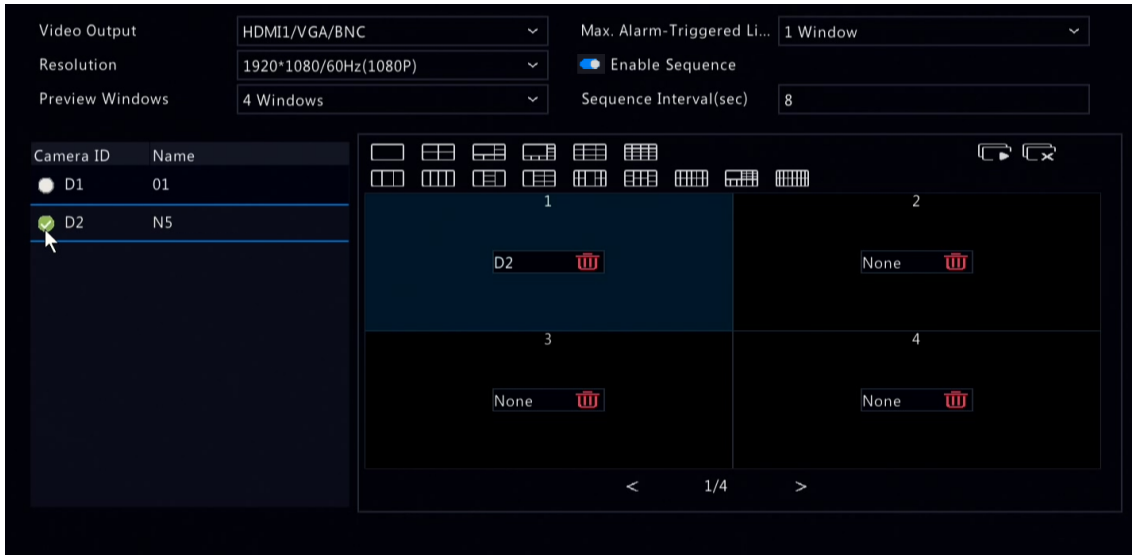 Video Output HDMI1/VGA/BNC Max. Alarm-Triggered Li... 1 Window
Resolution 1920*1080/60Hz(1080P) Enable Sequence
Preview Windows 4 Windows Sequence Interval(sec) 8
Camera ID Name
D1 01
D2 N5
1 2
D2 None
3 4
None None
< 1/4 >